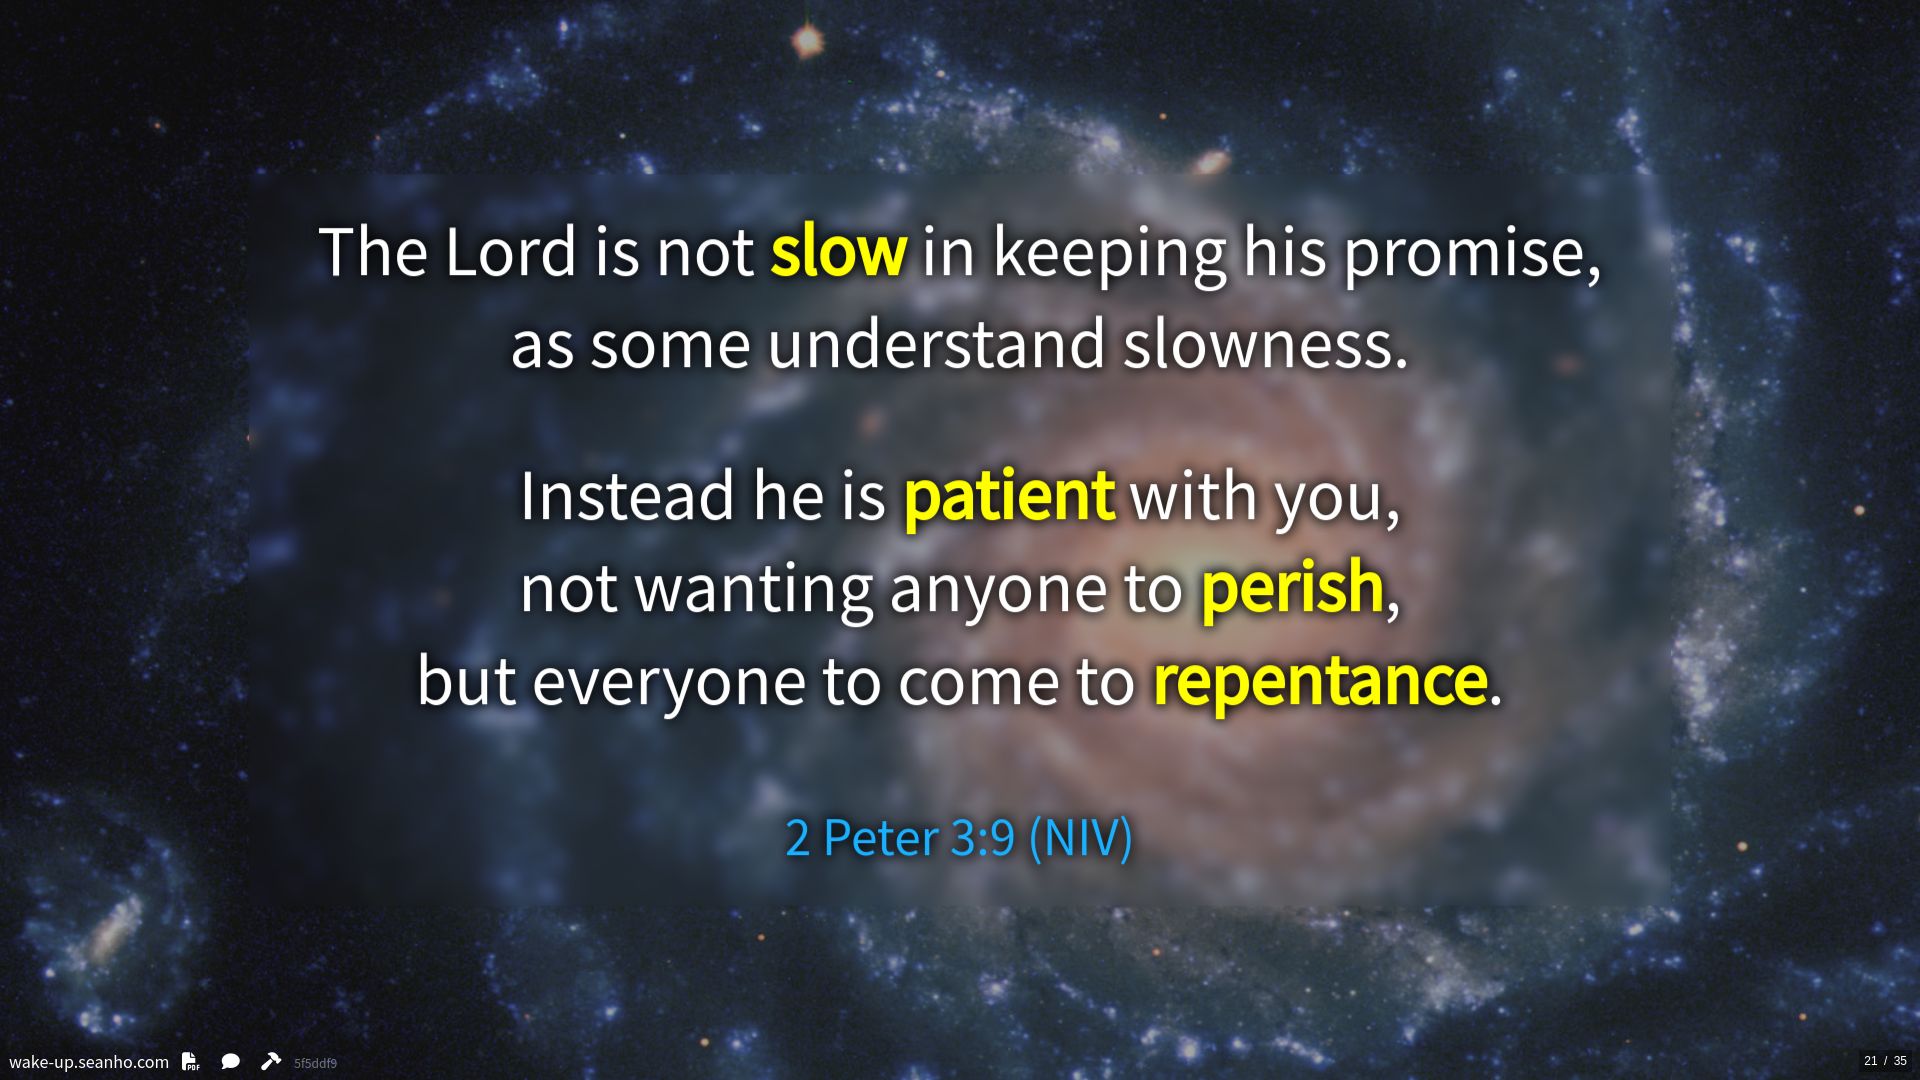 The Lord is not slow in keeping his promise,
as some understand slowness.
Instead he is patient with you,
not wanting anyone to perish,
but everyone to come to repentance.
2 Peter 3:9 (NIV)
wake-up.seanho.com PDF 5f5ddf9
21 / 35